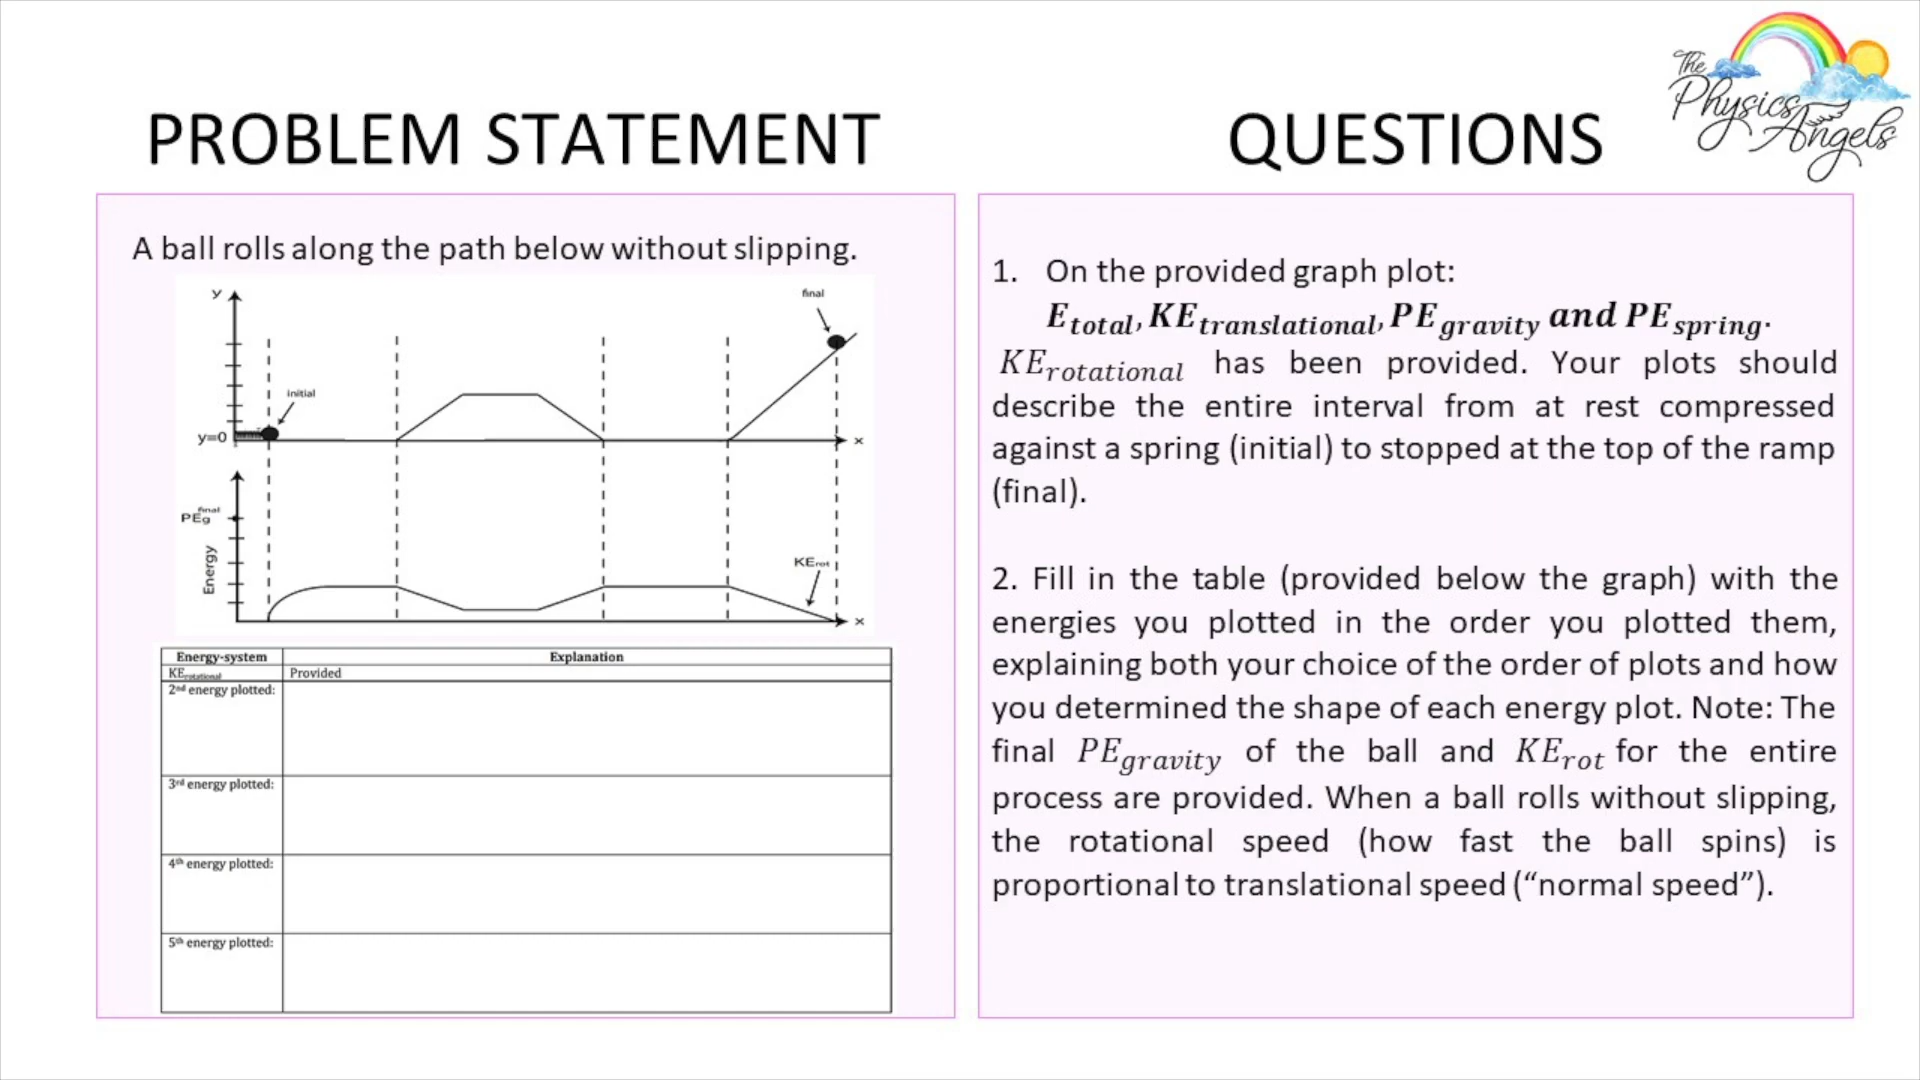 The
Physics
Angels
PROBLEM STATEMENT
QUESTIONS
A ball rolls along the path below without slipping.
y
final
initial
y=0
x
PEg final
Energy
KErot
x
Energy-system Explanation
KErotational Provided
2nd energy plotted:
3rd energy plotted:
4th energy plotted:
5th energy plotted:
1. On the provided graph plot:
Etotal, KEtranslational, PEgravity and PEspring.
KErotational has been provided. Your plots should
describe the entire interval from at rest compressed
against a spring (initial) to stopped at the top of the ramp
(final).
2. Fill in the table (provided below the graph) with the
energies you plotted in the order you plotted them,
explaining both your choice of the order of plots and how
you determined the shape of each energy plot. Note: The
final PEgravity of the ball and KErot for the entire
process are provided. When a ball rolls without slipping,
the rotational speed (how fast the ball spins) is
proportional to translational speed (“normal speed”).